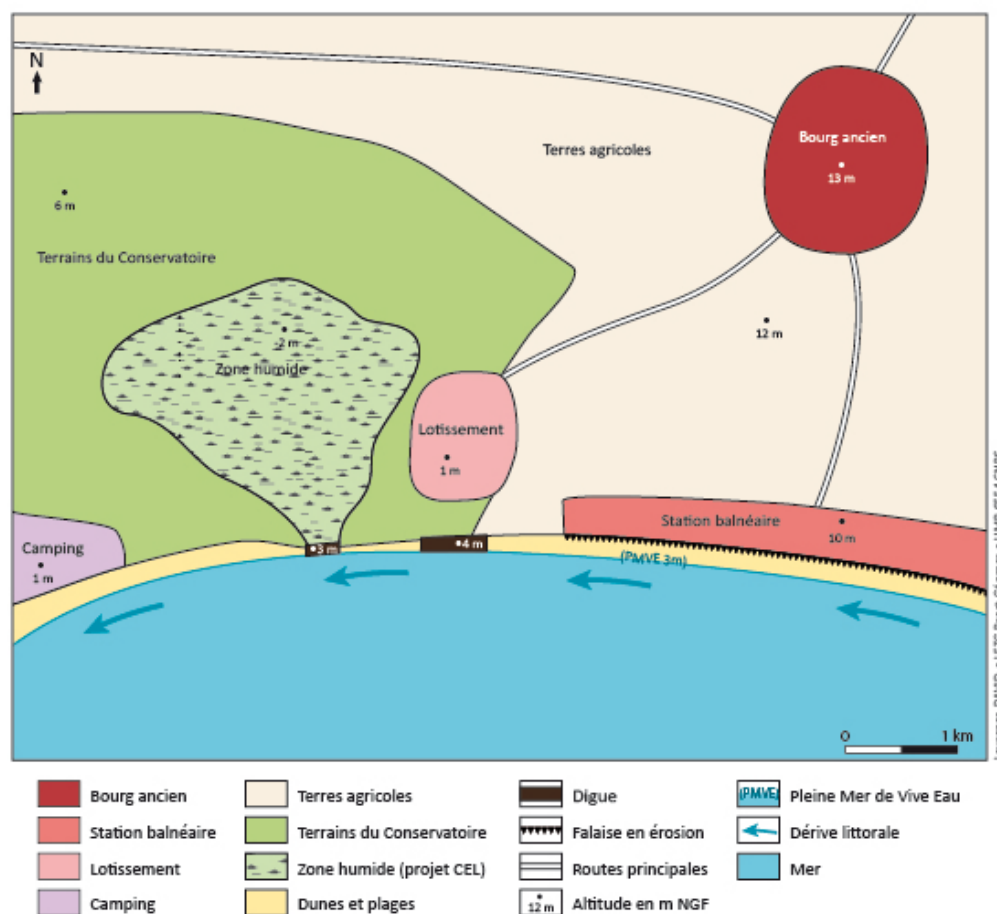 N
Bourg ancien
13 m
Terres agricoles
6 m
Terrains du Conservatoire
12 m
2 m
Zone humide
Lotissement
1 m
Station balnéaire
10 m
Camping
1 m
3 m
4 m
(PMVE 3m)
0 1 km
Bourg ancien
Station balnéaire
Lotissement
Camping
Terres agricoles
Terrains du Conservatoire
Zone humide (projet CEL)
Dunes et plages
Digue
Falaise en érosion
Routes principales
12 m Altitude en m NGF
(PMVE) Pleine Mer de Vive Eau
Dérive littorale
Mer